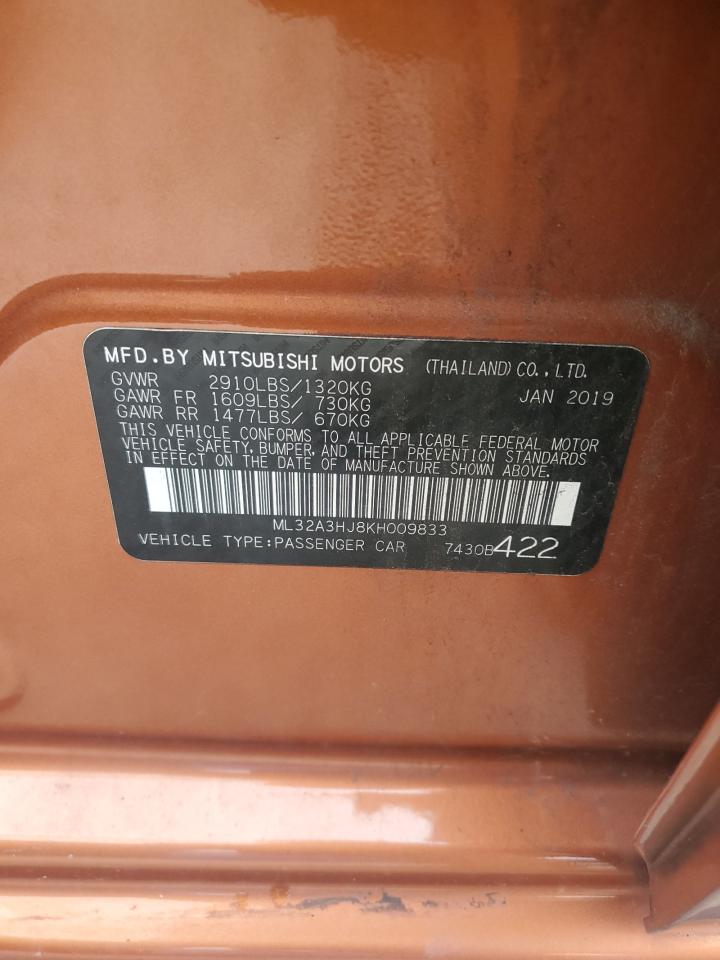 MFD.BY MITSUBISHI MOTORS (THAILAND)CO.,LTD.
GVWR 2910LBS/1320KG JAN 2019
GAWR FR 1609LBS/ 730KG
GAWR RR 1477LBS/ 670KG
THIS VEHICLE CONFORMS TO ALL APPLICABLE FEDERAL MOTOR
VEHICLE SAFETY, BUMPER, AND THEFT PREVENTION STANDARDS
IN EFFECT ON THE DATE OF MANUFACTURE SHOWN ABOVE.
ML32A3HJ8KH009833
VEHICLE TYPE:PASSENGER CAR 7430B422